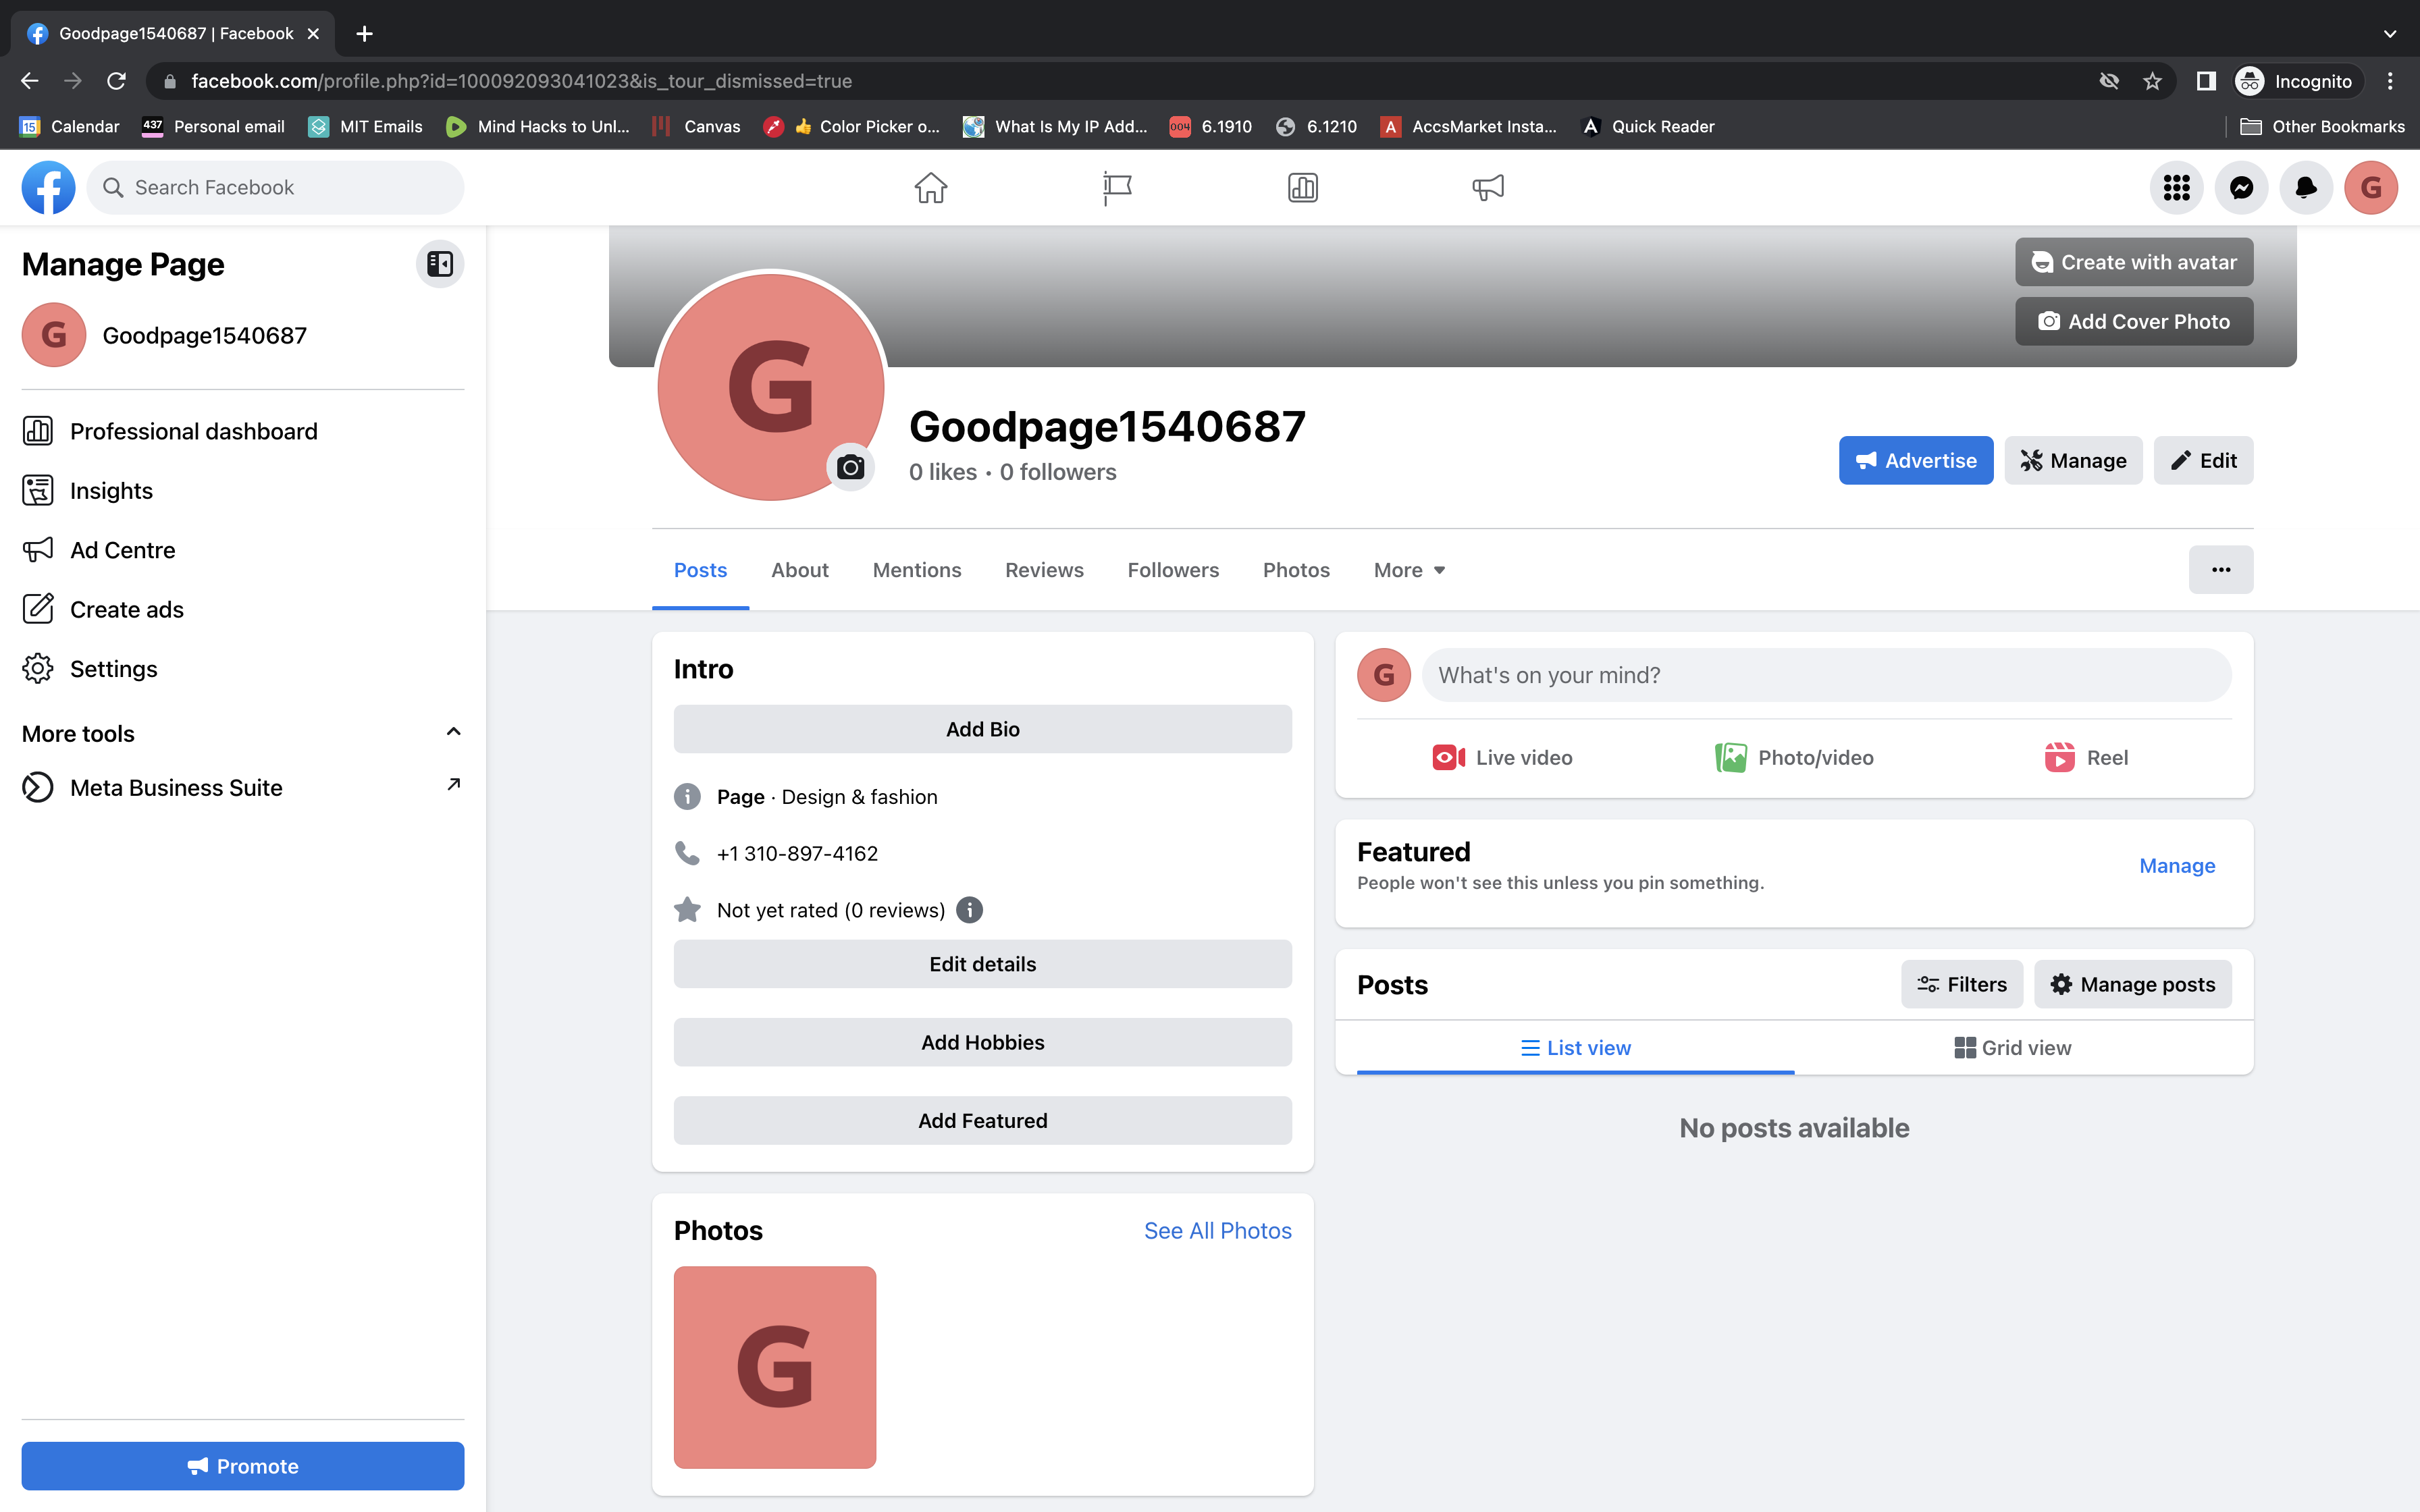 Goodpage1540687 | Facebook
facebook.com/profile.php?id=100092093041023&is_tour_dismissed=true
Incognito
15 Calendar
437 Personal email
MIT Emails
Mind Hacks to Unl...
Canvas
Color Picker o...
What Is My IP Add...
004 6.1910
6.1210
A AccsMarket Insta...
Quick Reader
Other Bookmarks
Search Facebook
G
Manage Page
G
Goodpage1540687
Professional dashboard
Insights
Ad Centre
Create ads
Settings
More tools
Meta Business Suite
Promote
Create with avatar
Add Cover Photo
G
Goodpage1540687
0 likes • 0 followers
Advertise
Manage
Edit
Posts
About
Mentions
Reviews
Followers
Photos
More
Intro
Add Bio
Page · Design & fashion
+1 310-897-4162
Not yet rated (0 reviews)
Edit details
Add Hobbies
Add Featured
Photos
See All Photos
G
G
What's on your mind?
Live video
Photo/video
Reel
Featured
People won't see this unless you pin something.
Manage
Posts
Filters
Manage posts
List view
Grid view
No posts available